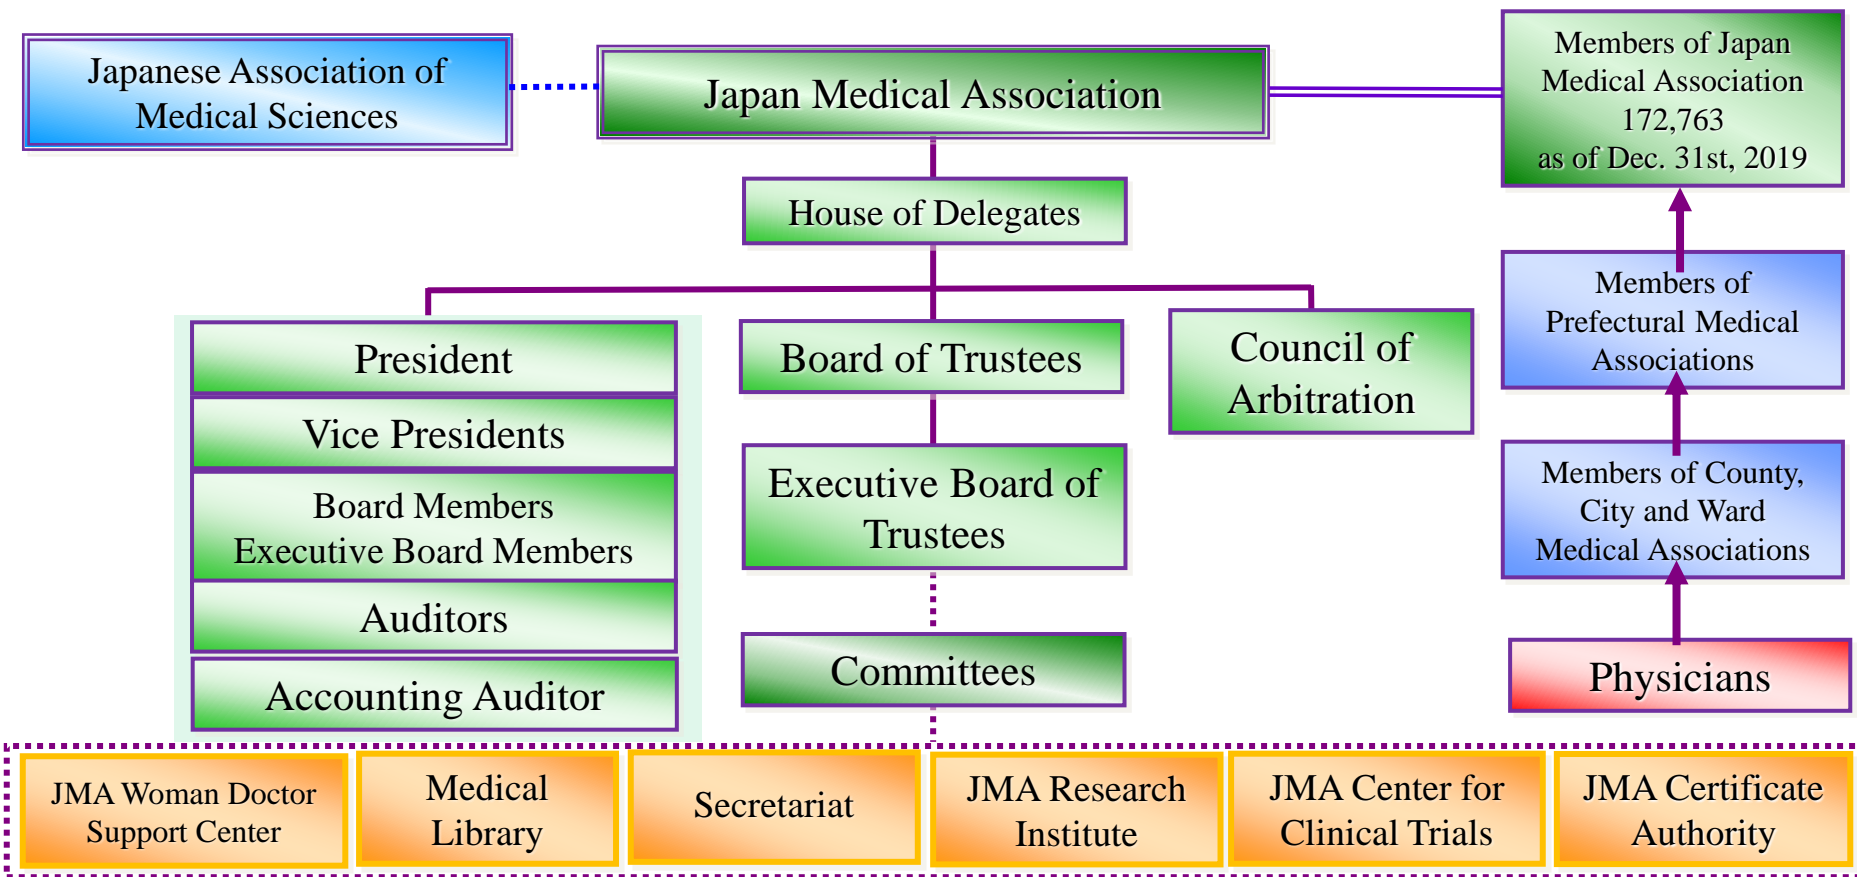 Japanese Association of
Medical Sciences
Japan Medical Association
Members of Japan
Medical Association
172,763
as of Dec. 31st, 2019
House of Delegates
Members of
Prefectural Medical
Associations
President
Vice Presidents
Board Members
Executive Board Members
Auditors
Accounting Auditor
Board of Trustees
Executive Board of
Trustees
Committees
Council of
Arbitration
Members of County,
City and Ward
Medical Associations
Physicians
JMA Woman Doctor
Support Center
Medical
Library
Secretariat
JMA Research
Institute
JMA Center for
Clinical Trials
JMA Certificate
Authority